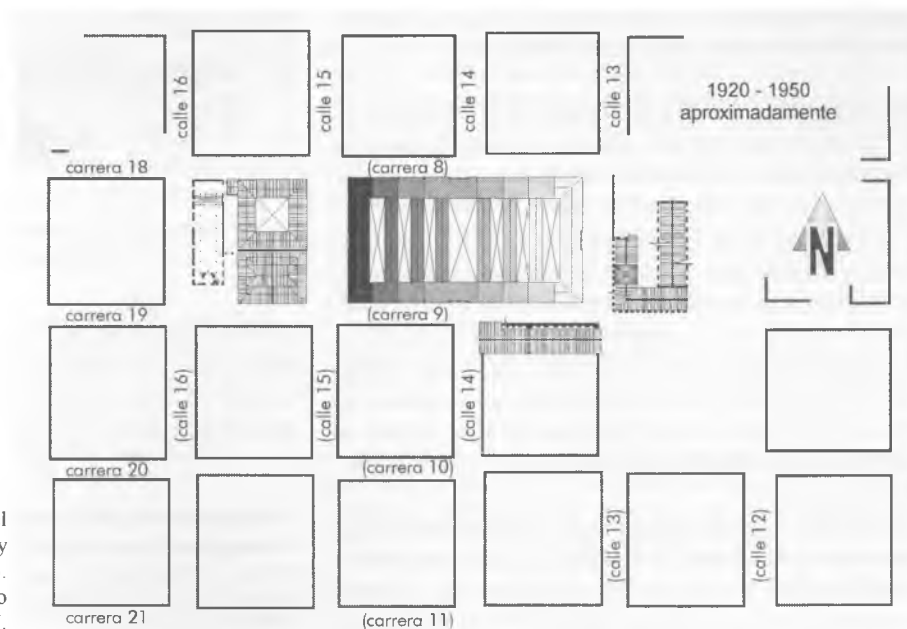 calle 16
calle 15
calle 14
calle 13
1920 - 1950
aproximadamente
carrera 18
(carrera 8)
N
carrera 19
(carrera 9)
(calle 16)
(calle 15)
(calle 14)
carrera 20
(carrera 10)
(calle 13)
(calle 12)
l
y
.
o
carrera 21
(carrera 11)